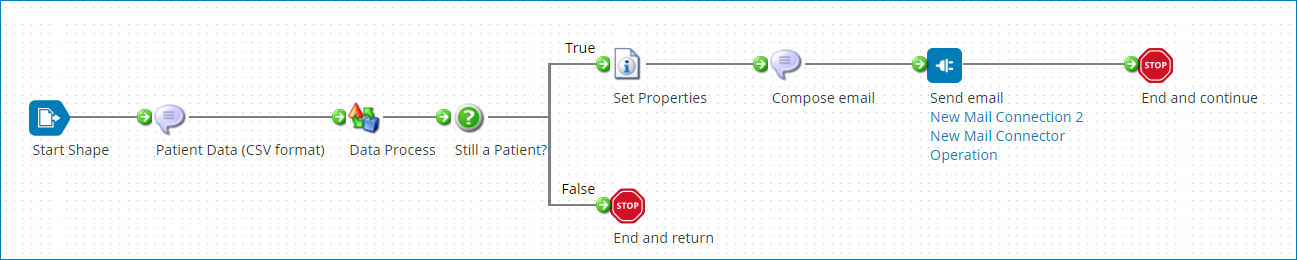 True
Set Properties
Compose email
Send email
New Mail Connection 2
New Mail Connector
Operation
STOP
End and continue
Start Shape
Patient Data (CSV format)
Data Process
Still a Patient?
False
STOP
End and return